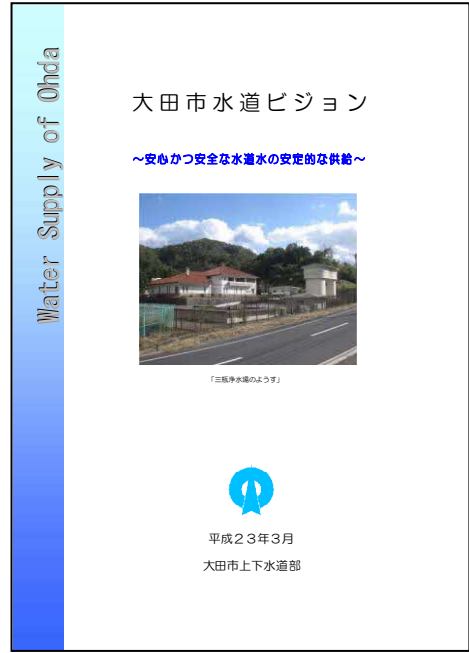 Water Supply of Ohda
大田市水道ビジョン
～安心かつ安全な水道水の安定的な供給～
「三瓶浄水場のようす」
平成２３年３月
大田市上下水道部